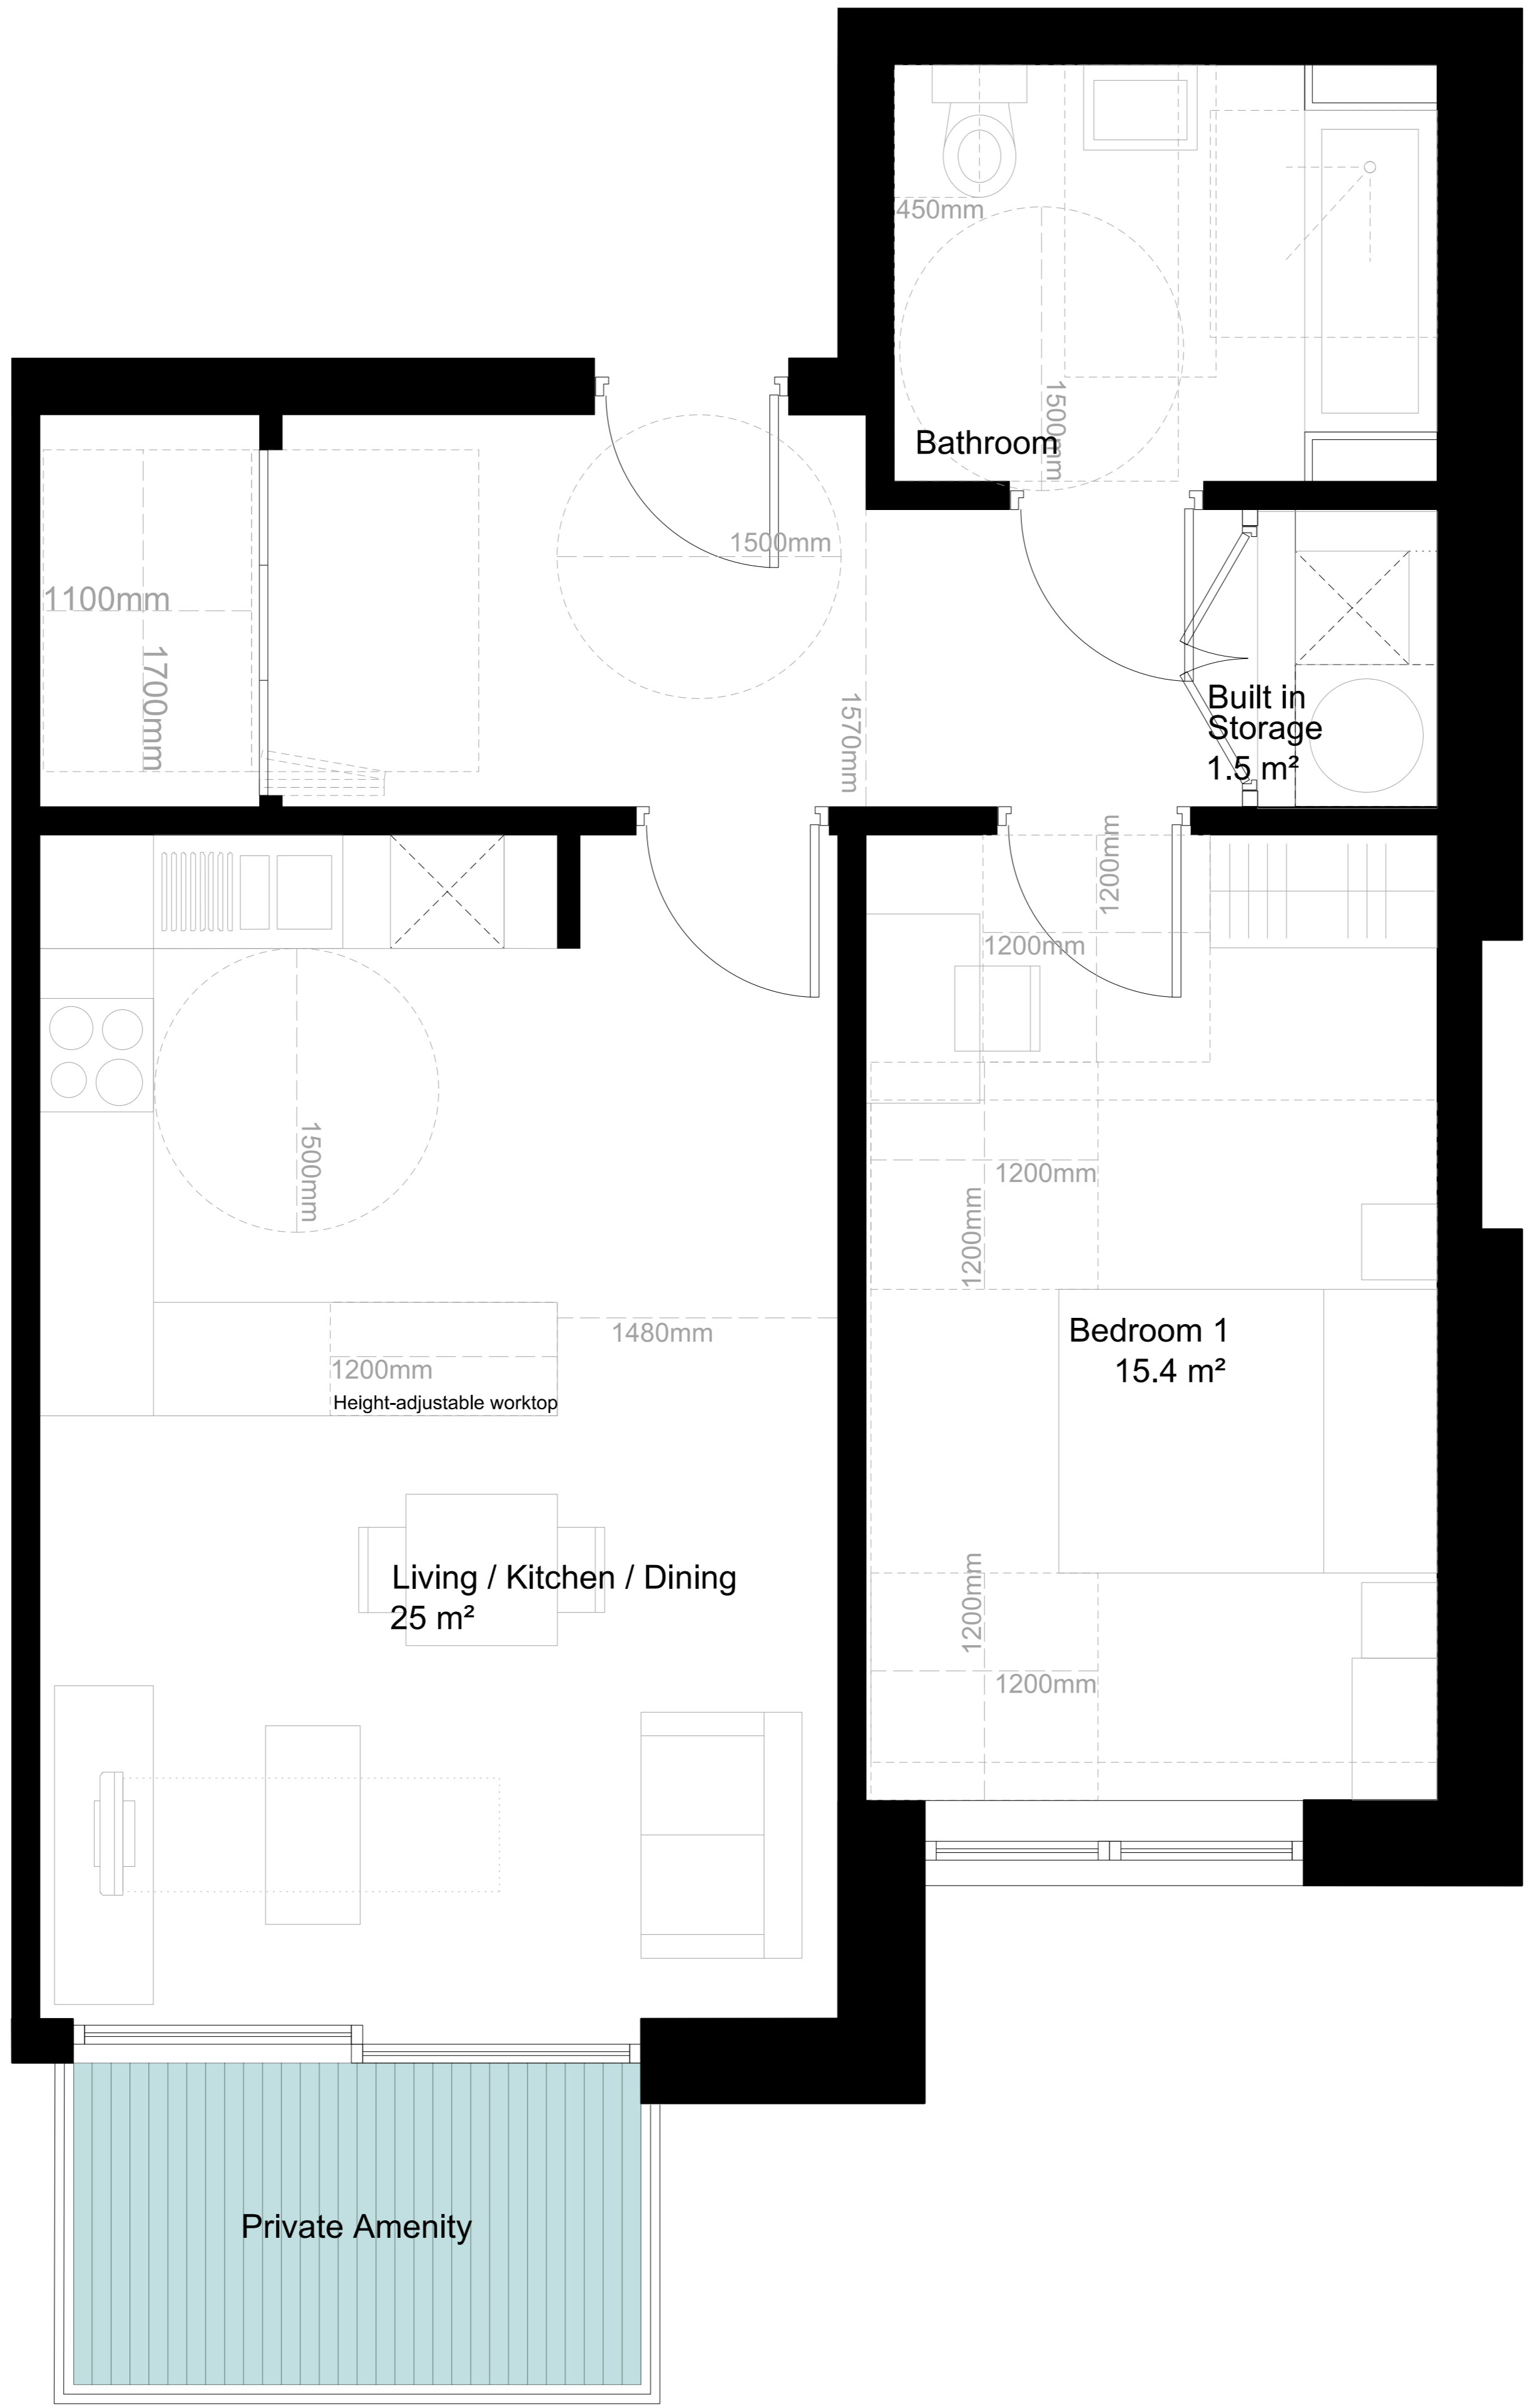 450mm
1500mm
Bathroom
1500mm
1100mm
1700mm
1570mm
Built in
Storage
1.5 m²
1200mm
1200mm
1500mm
1200mm
1200mm
1480mm
1200mm
Height-adjustable worktop
Bedroom 1
15.4 m²
Living / Kitchen / Dining
25 m²
1200mm
1200mm
Private Amenity